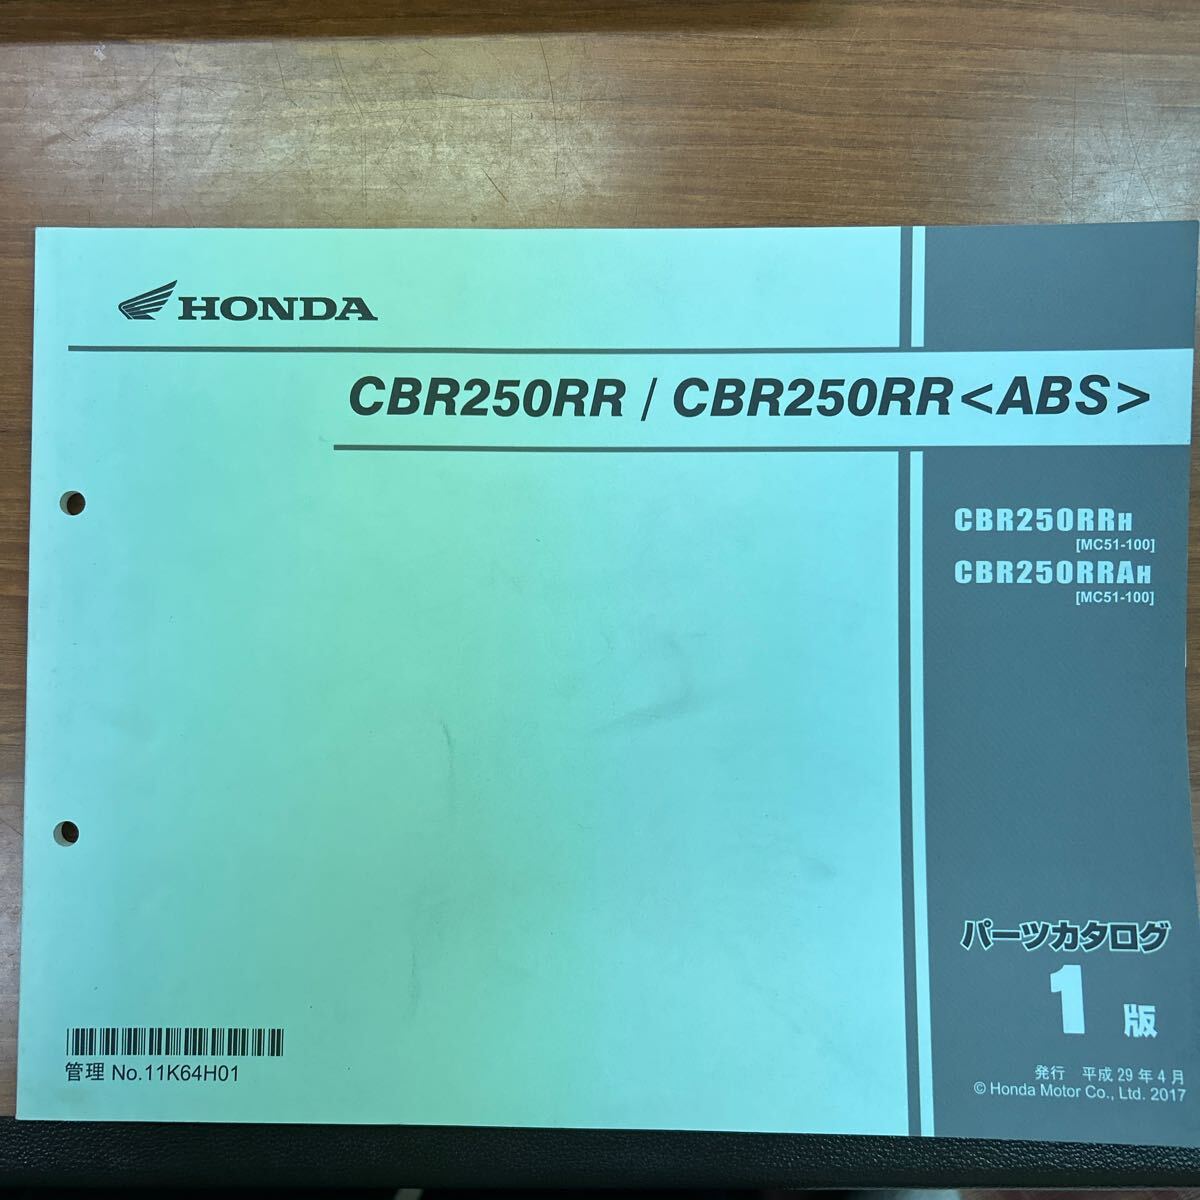 HONDA
CBR250RR / CBR250RR<ABS>
CBR250RRH
[MC51-100]
CBR250RRAH
[MC51-100]
パーツカタログ
1 版
発行 平成 29 年 4 月
© Honda Motor Co., Ltd. 2017
管理 No.11K64H01